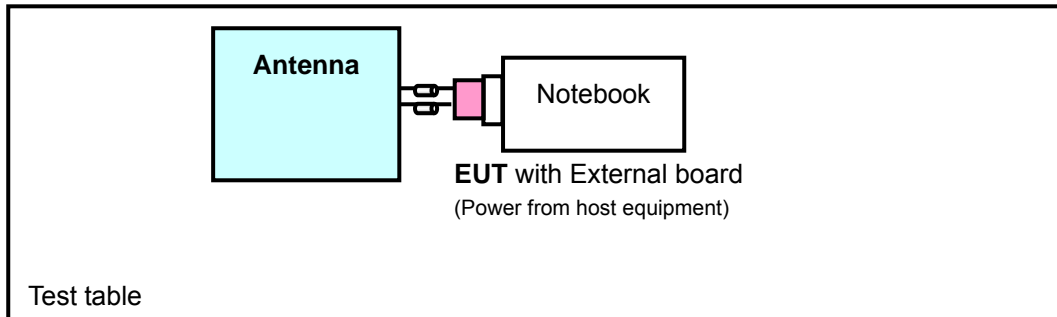 Antenna
Notebook
EUT with External board
(Power from host equipment)
Test table